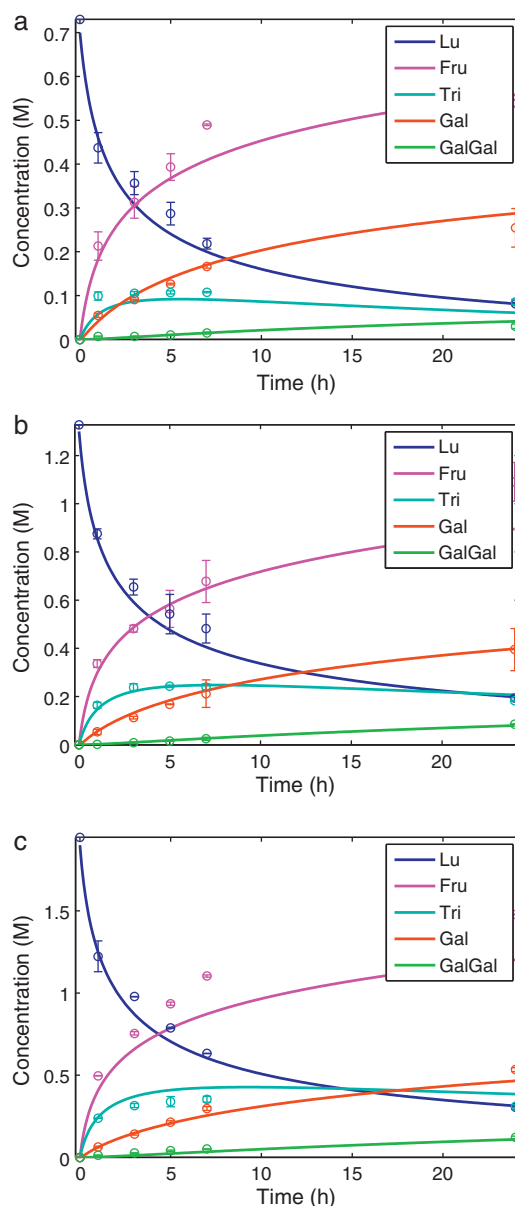 a
0.7
0.6
0.5
0.4
0.3
0.2
0.1
0
Concentration (M)
Lu
Fru
Tri
Gal
GalGal
0 5 10 15 20
Time (h)
b
1.2
1
0.8
0.6
0.4
0.2
0
Concentration (M)
Lu
Fru
Tri
Gal
GalGal
0 5 10 15 20
Time (h)
c
1.5
1
0.5
0
Concentration (M)
Lu
Fru
Tri
Gal
GalGal
0 5 10 15 20
Time (h)